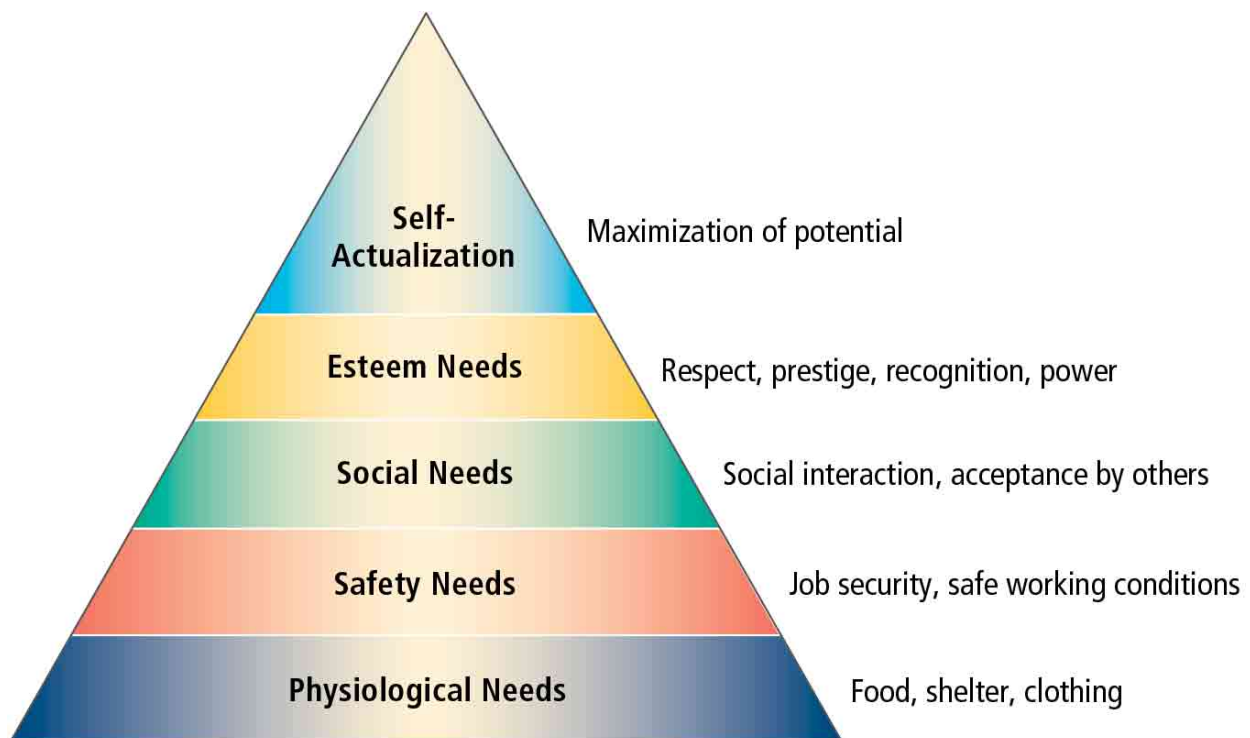 Self-
Actualization
Maximization of potential
Esteem Needs
Respect, prestige, recognition, power
Social Needs
Social interaction, acceptance by others
Safety Needs
Job security, safe working conditions
Physiological Needs
Food, shelter, clothing